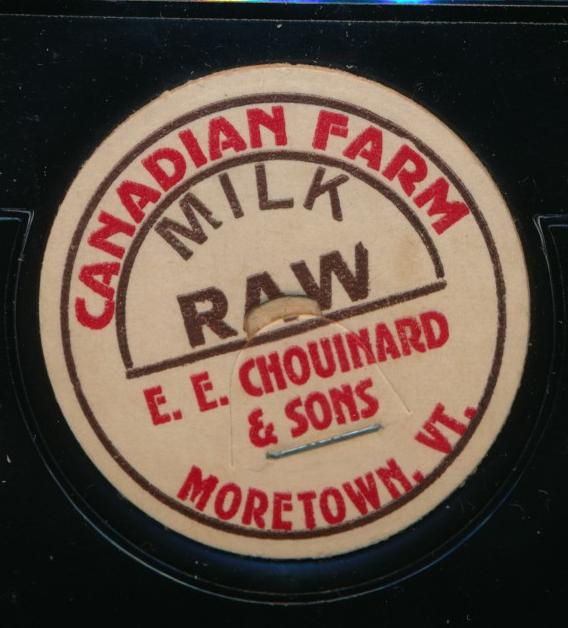 CANADIAN FARM
MILK
RAW
E. E. CHOUINARD
& SONS
MORETOWN, VT.